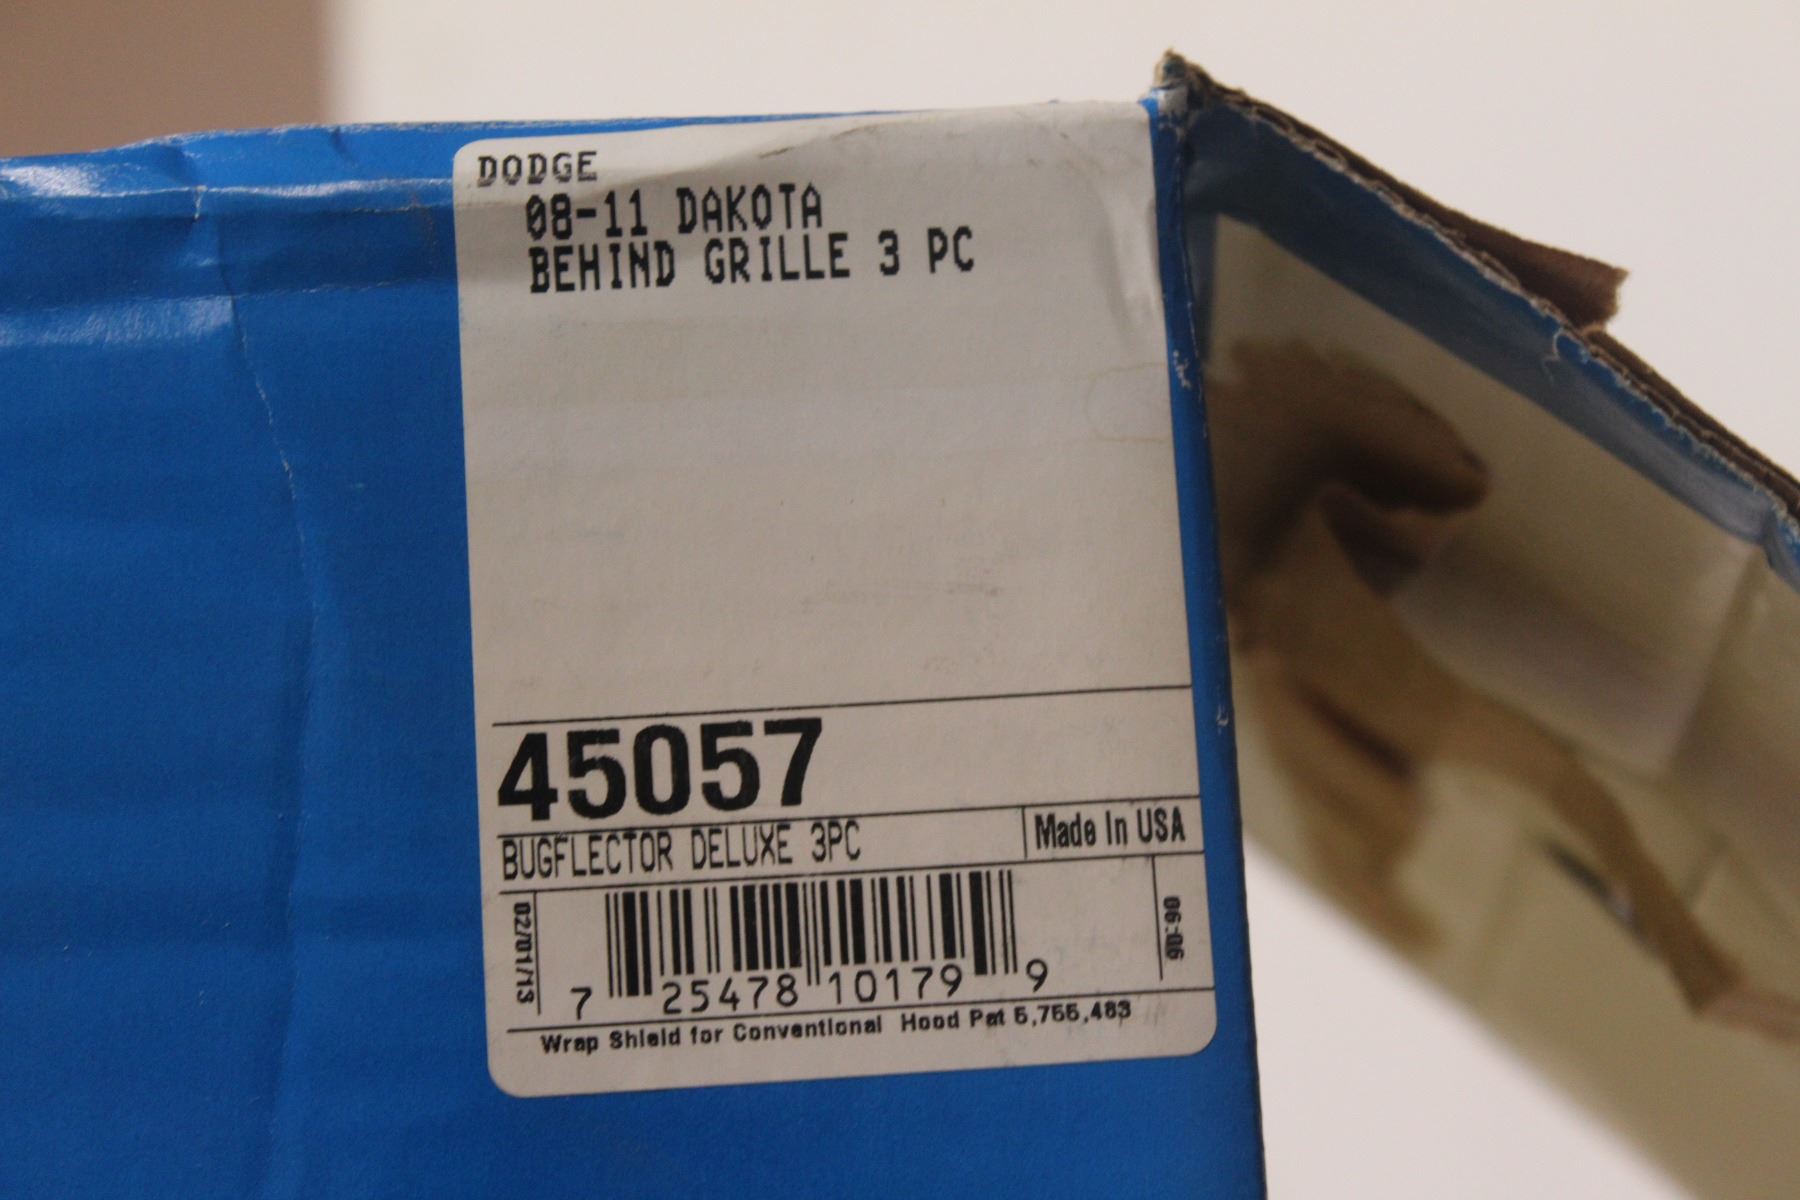 DODGE
08-11 DAKOTA
BEHIND GRILLE 3 PC
45057
BUGFLECTOR DELUXE 3PC
Made In USA
02/01/13
06:06
7 25478 10179 9
Wrap Shield for Conventional Hood Pat 5,755,483